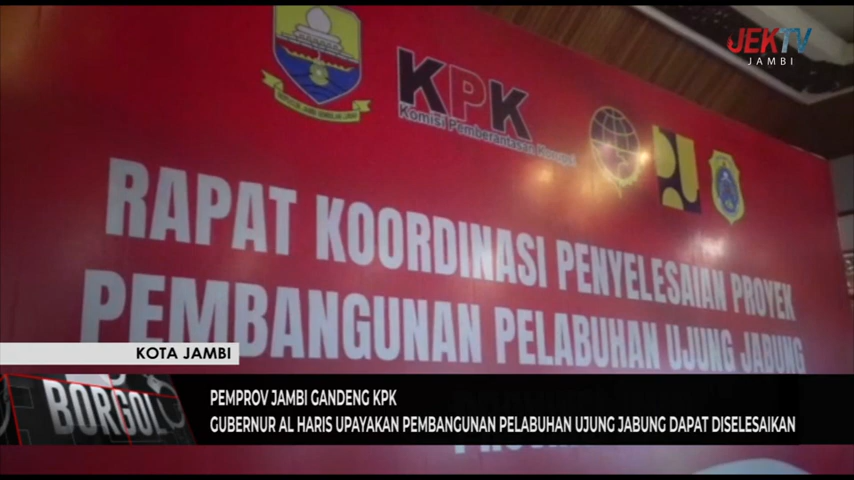 JEKTV
JAMBI
KPK
Komisi Pemberantasan Korupsi
RAPAT KOORDINASI PENYELESAIAN PROYEK
PEMBANGUNAN PELABUHAN UJUNG JABUNG
KOTA JAMBI
BORGOL
PEMPROV JAMBI GANDENG KPK
GUBERNUR AL HARIS UPAYAKAN PEMBANGUNAN PELABUHAN UJUNG JABUNG DAPAT DISELESAIKAN